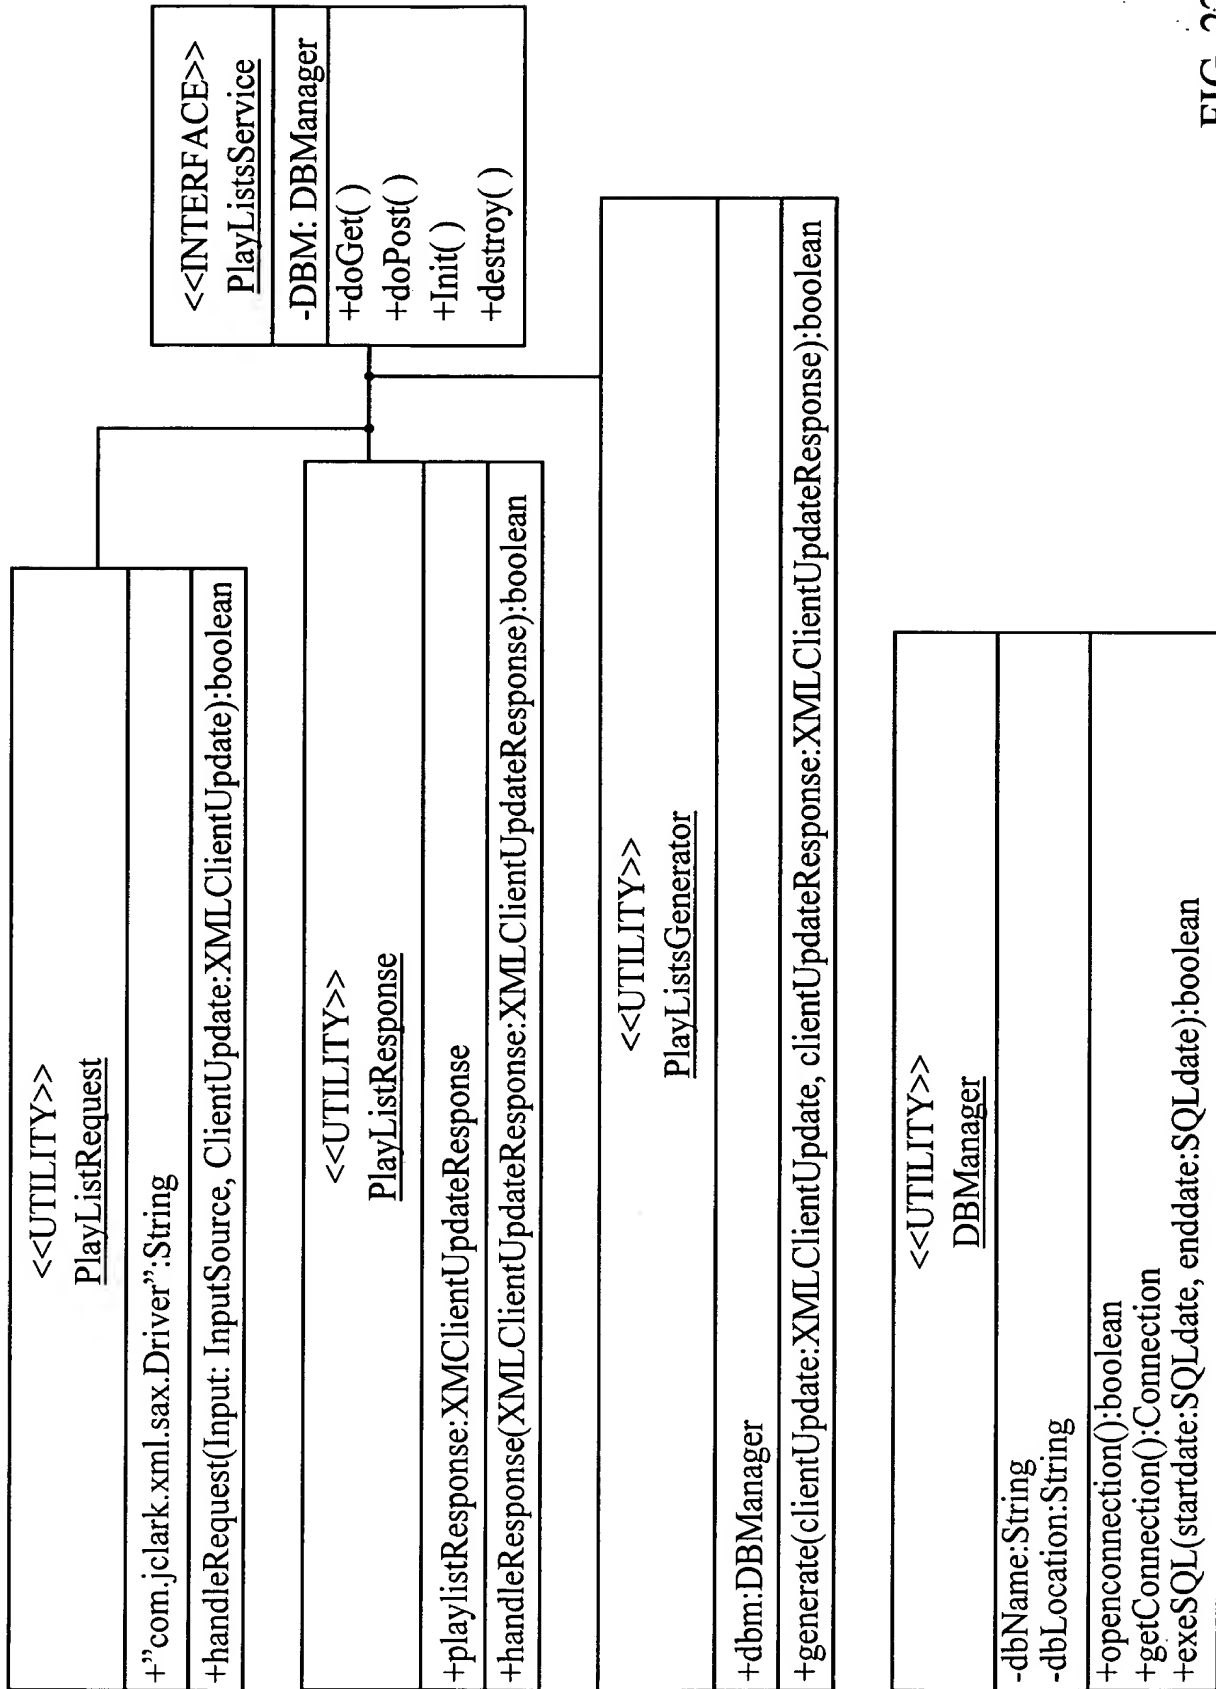 <<UTILITY>>
PlayListRequest
+”com.jclark.xml.sax.Driver”:String
+handleRequest(Input: InputSource, ClientUpdate:XMLClientUpdate):boolean
<<INTERFACE>>
PlayListsService
-DBM: DBManager
+doGet( )
+doPost( )
+Init( )
+destroy( )
<<UTILITY>>
PlayListResponse
+playlistResponse:XMClientUpdateResponse
+handleResponse(XMLClientUpdateResponse:XMLClientUpdateResponse):boolean
<<UTILITY>>
PlayListsGenerator
+dbm:DBManager
+generate(clientUpdate:XMLClientUpdate, clientUpdateResponse:XMLClientUpdateResponse):boolean
<<UTILITY>>
DBManager
-dbName:String
-dbLocation:String
+openconnection():boolean
+getConnection():Connection
+exeSQL(startdate:SQLdate, enddate:SQLdate):boolean
FIG.